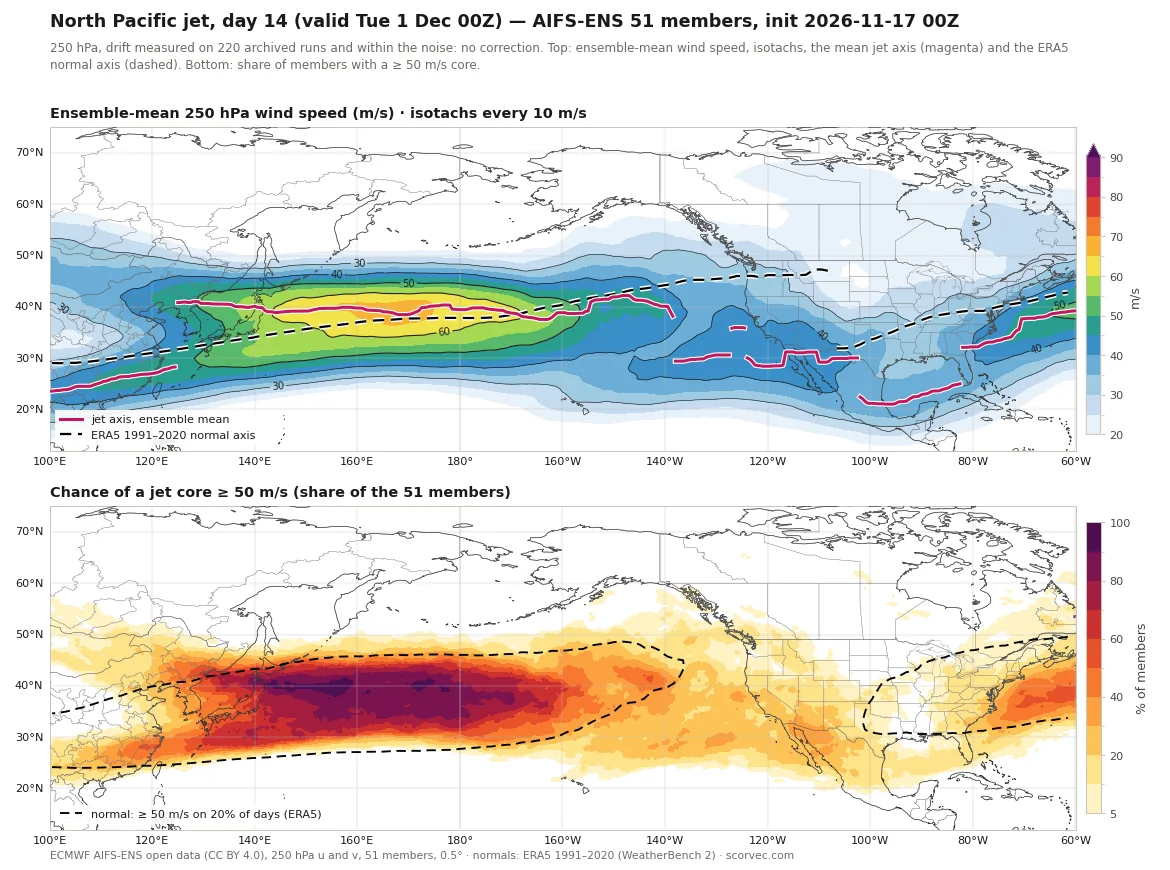 North Pacific jet, day 14 (valid Tue 1 Dec 00Z) — AIFS-ENS 51 members, init 2026-11-17 00Z
250 hPa, drift measured on 220 archived runs and within the noise: no correction. Top: ensemble-mean wind speed, isotachs, the mean jet axis (magenta) and the ERA5
normal axis (dashed). Bottom: share of members with a ≥ 50 m/s core.
Ensemble-mean 250 hPa wind speed (m/s) · isotachs every 10 m/s
70°N
60°N
50°N
40°N
30°N
20°N
30
40
50
60
30
30
40
50
40
jet axis, ensemble mean
ERA5 1991–2020 normal axis
100°E 120°E 140°E 160°E 180° 160°W 140°W 120°W 100°W 80°W 60°W
90
80
70
60
50
40
30
20
m/s
Chance of a jet core ≥ 50 m/s (share of the 51 members)
70°N
60°N
50°N
40°N
30°N
20°N
normal: ≥ 50 m/s on 20% of days (ERA5)
100°E 120°E 140°E 160°E 180° 160°W 140°W 120°W 100°W 80°W 60°W
100
80
60
40
20
5
% of members
ECMWF AIFS-ENS open data (CC BY 4.0), 250 hPa u and v, 51 members, 0.5° · normals: ERA5 1991–2020 (WeatherBench 2) · scorvec.com